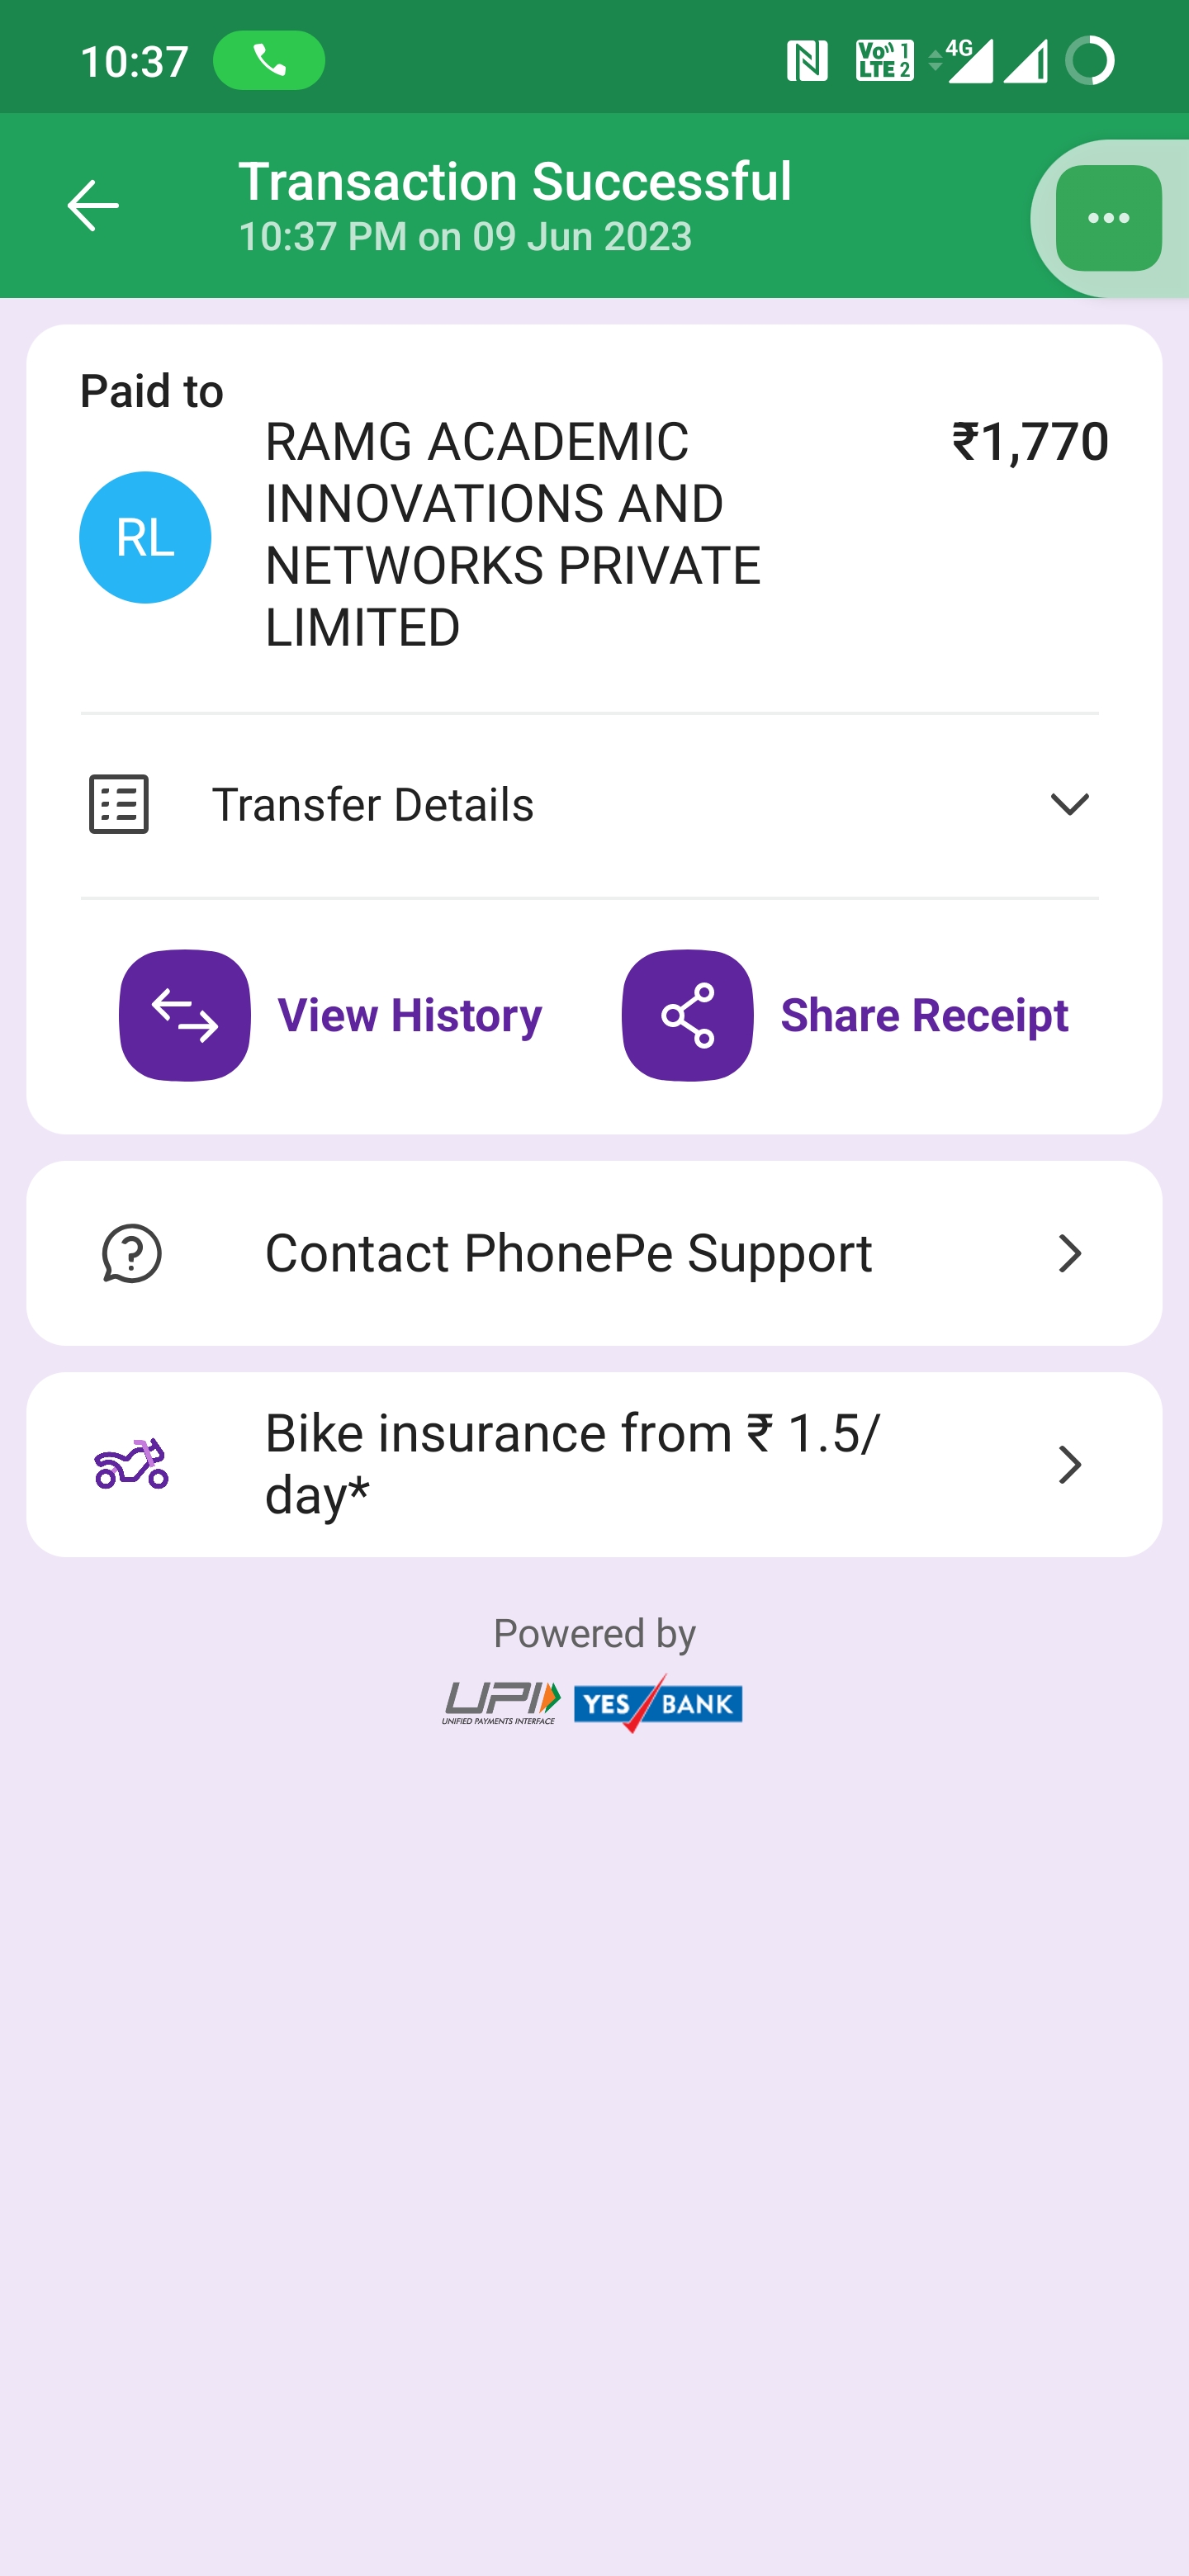 10:37
Vo)) 1
LTE 2
4G
Transaction Successful
10:37 PM on 09 Jun 2023
Paid to
RL
RAMG ACADEMIC
INNOVATIONS AND
NETWORKS PRIVATE
LIMITED
₹1,770
Transfer Details
View History
Share Receipt
Contact PhonePe Support
Bike insurance from ₹ 1.5/
day*
Powered by
UPI
UNIFIED PAYMENTS INTERFACE
YES BANK